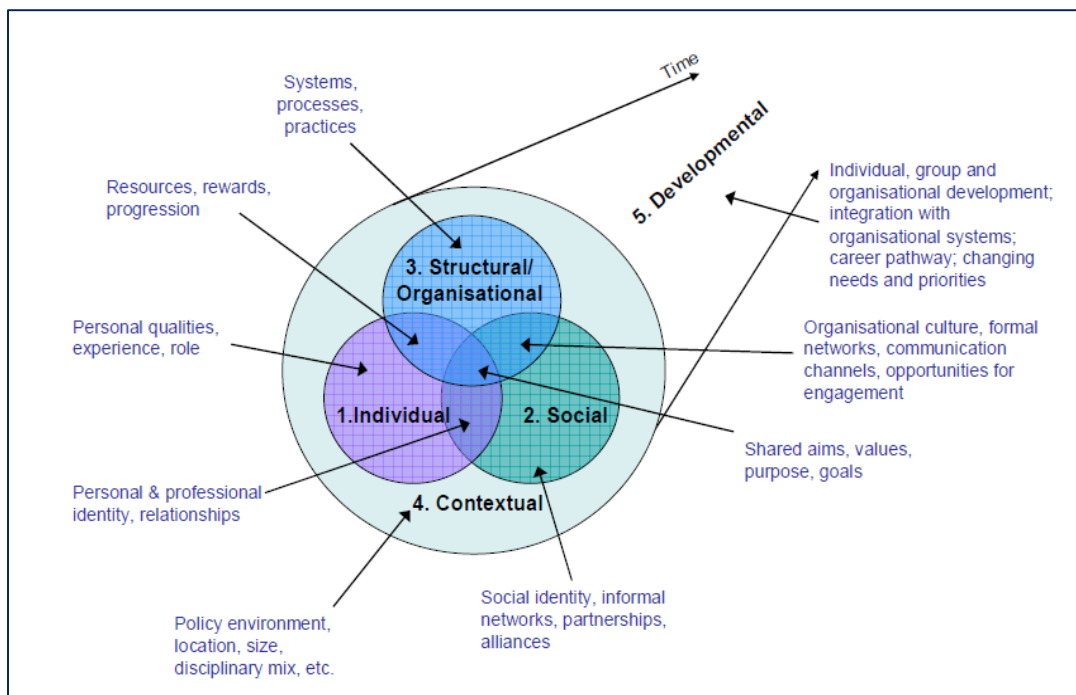 Time
Systems,
processes,
practices
5. Developmental
Individual, group and
organisational development;
integration with
organisational systems;
career pathway; changing
needs and priorities
Resources, rewards,
progression
3. Structural/
Organisational
Personal qualities,
experience, role
Organisational culture, formal
networks, communication
channels, opportunities for
engagement
1.Individual
2. Social
Shared aims, values,
purpose, goals
Personal & professional
identity, relationships
4. Contextual
Social identity, informal
networks, partnerships,
alliances
Policy environment,
location, size,
disciplinary mix, etc.